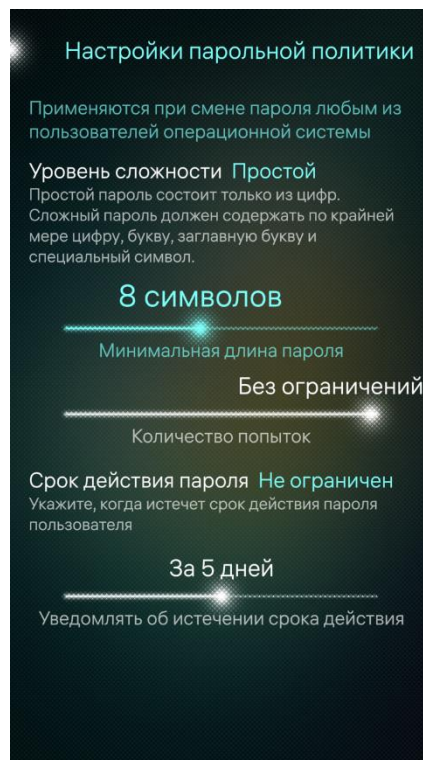 Настройки парольной политики
Применяются при смене пароля любым из
пользователей операционной системы
Уровень сложности Простой
Простой пароль состоит только из цифр.
Сложный пароль должен содержать по крайней
мере цифру, букву, заглавную букву и
специальный символ.
8 символов
Минимальная длина пароля
Без ограничений
Количество попыток
Срок действия пароля Не ограничен
Укажите, когда истечет срок действия пароля
пользователя
За 5 дней
Уведомлять об истечении срока действия